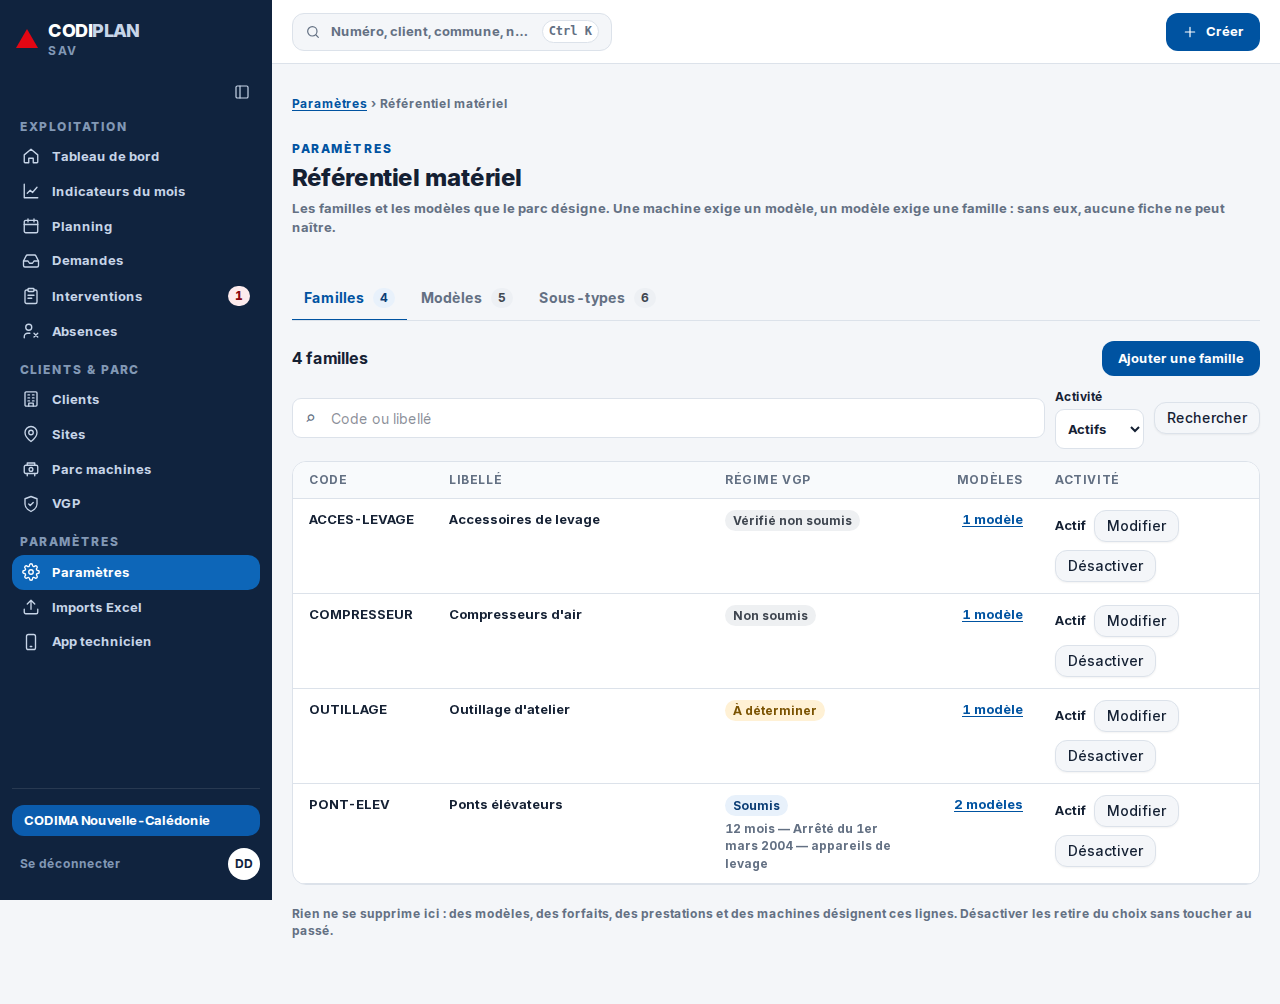 CODIPLAN
SAV
EXPLOITATION
Tableau de bord
Indicateurs du mois
Planning
Demandes
Interventions 1
Absences
CLIENTS & PARC
Clients
Sites
Parc machines
VGP
PARAMÈTRES
Paramètres
Imports Excel
App technicien
CODIMA Nouvelle-Calédonie
Se déconnecter DD
Numéro, client, commune, n… Ctrl K
Créer
Paramètres › Référentiel matériel
PARAMÈTRES
Référentiel matériel
Les familles et les modèles que le parc désigne. Une machine exige un modèle, un modèle exige une famille : sans eux, aucune fiche ne peut
naître.
Familles 4 Modèles 5 Sous-types 6
4 familles
Ajouter une famille
Activité
Code ou libellé
Actifs
Rechercher
CODE LIBELLÉ RÉGIME VGP MODÈLES ACTIVITÉ
ACCES-LEVAGE Accessoires de levage Vérifié non soumis 1 modèle Actif Modifier
Désactiver
COMPRESSEUR Compresseurs d'air Non soumis 1 modèle Actif Modifier
Désactiver
OUTILLAGE Outillage d'atelier À déterminer 1 modèle Actif Modifier
Désactiver
PONT-ELEV Ponts élévateurs Soumis 2 modèles Actif Modifier
12 mois — Arrêté du 1er
mars 2004 — appareils de
levage
Désactiver
Rien ne se supprime ici : des modèles, des forfaits, des prestations et des machines désignent ces lignes. Désactiver les retire du choix sans toucher au
passé.